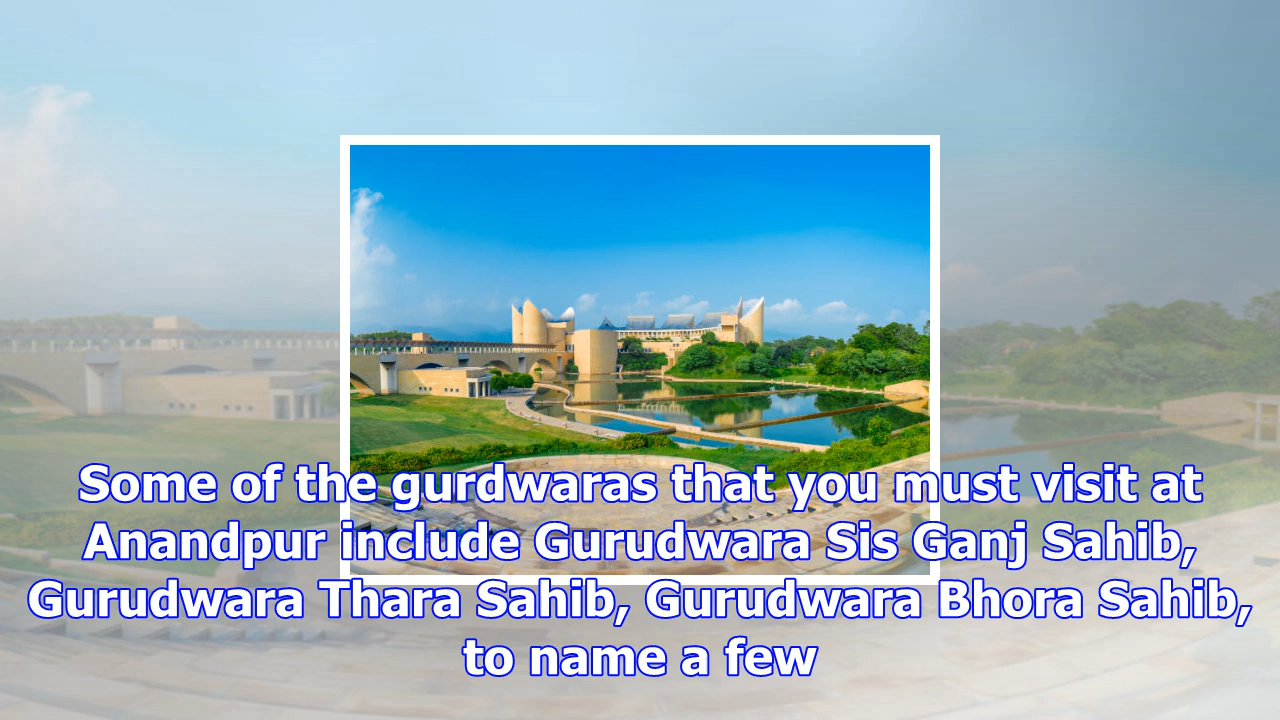 Some of the gurdwaras that you must visit at
Anandpur include Gurudwara Sis Ganj Sahib,
Gurudwara Thara Sahib, Gurudwara Bhora Sahib,
to name a few